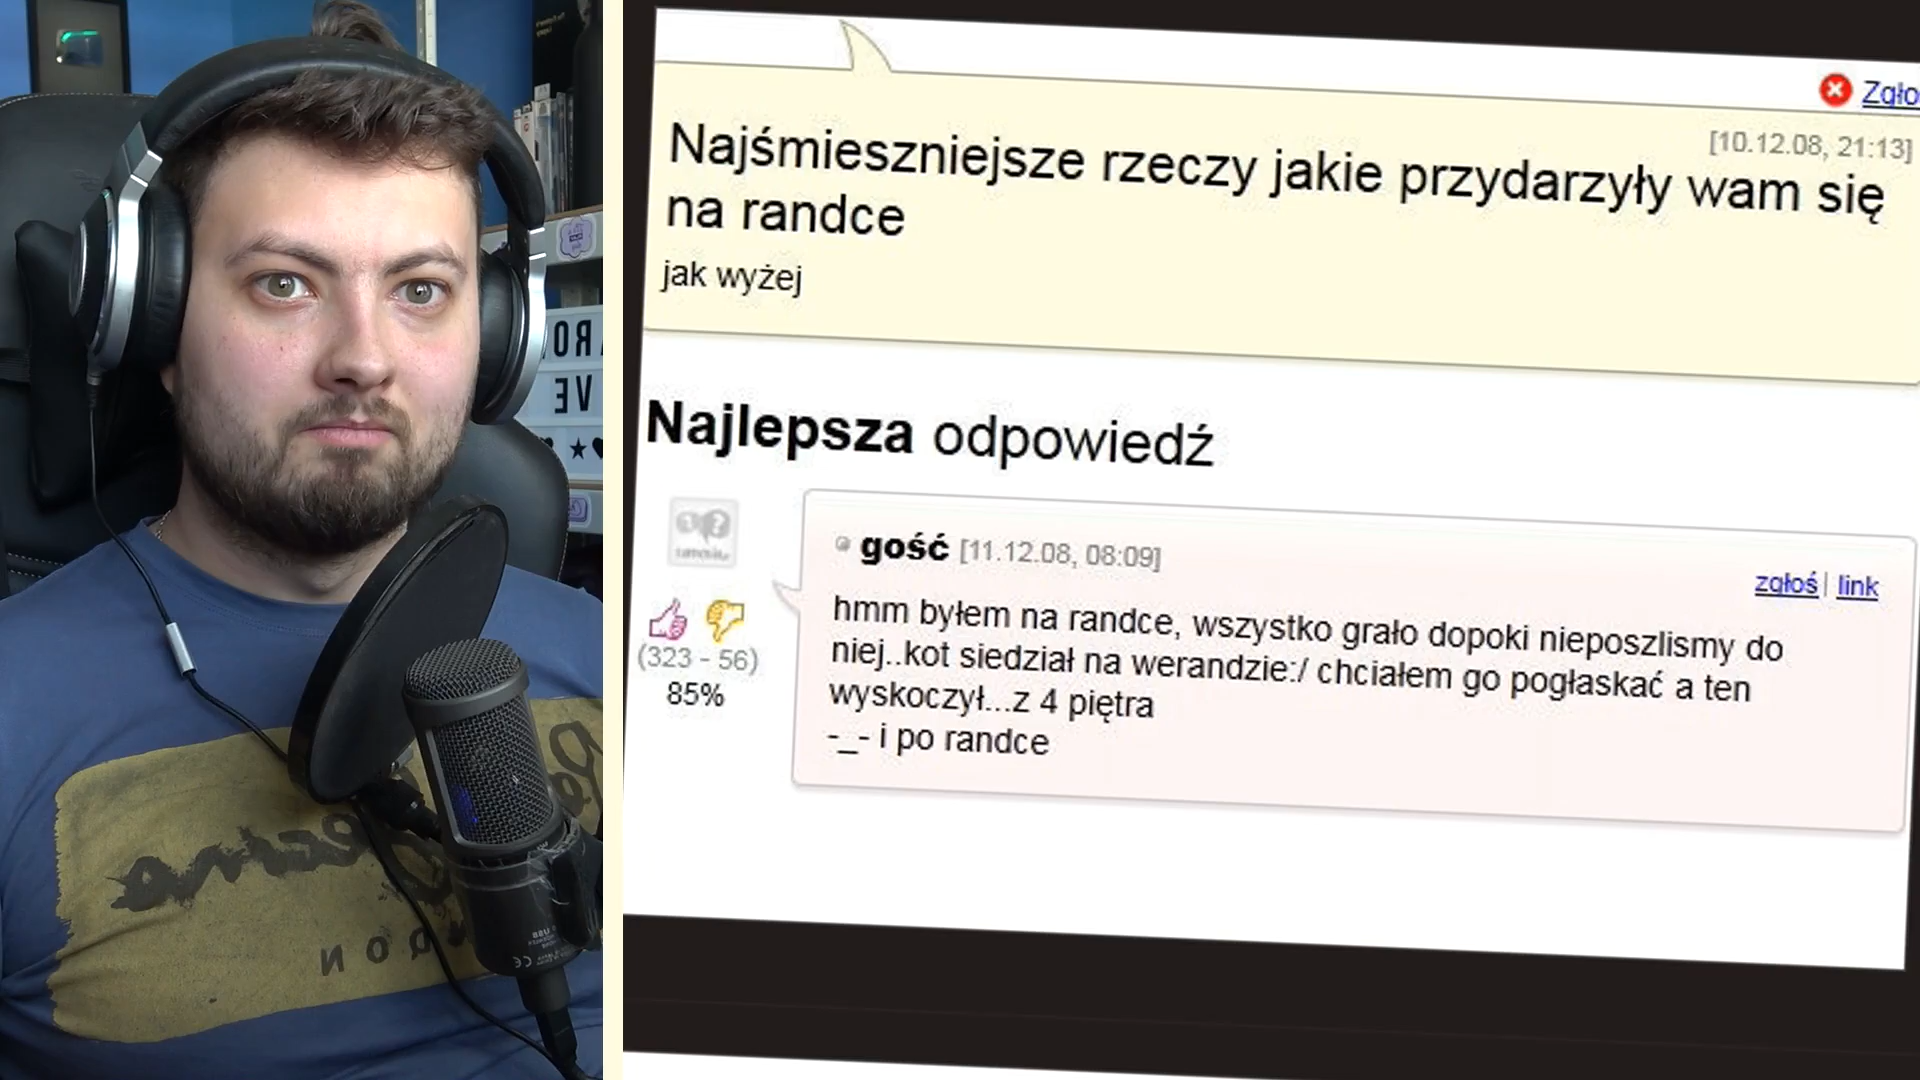 Zgło
[10.12.08, 21:13]
Najśmieszniejsze rzeczy jakie przydarzyły wam się
na randce
jak wyżej
Najlepsza odpowiedź
gość [11.12.08, 08:09]
zgłoś | link
hmm byłem na randce, wszystko grało dopoki nieposzlismy do
niej..kot siedział na werandzie:/ chciałem go pogłaskać a ten
wyskoczył...z 4 piętra
-_- i po randce
(323 - 56)
85%